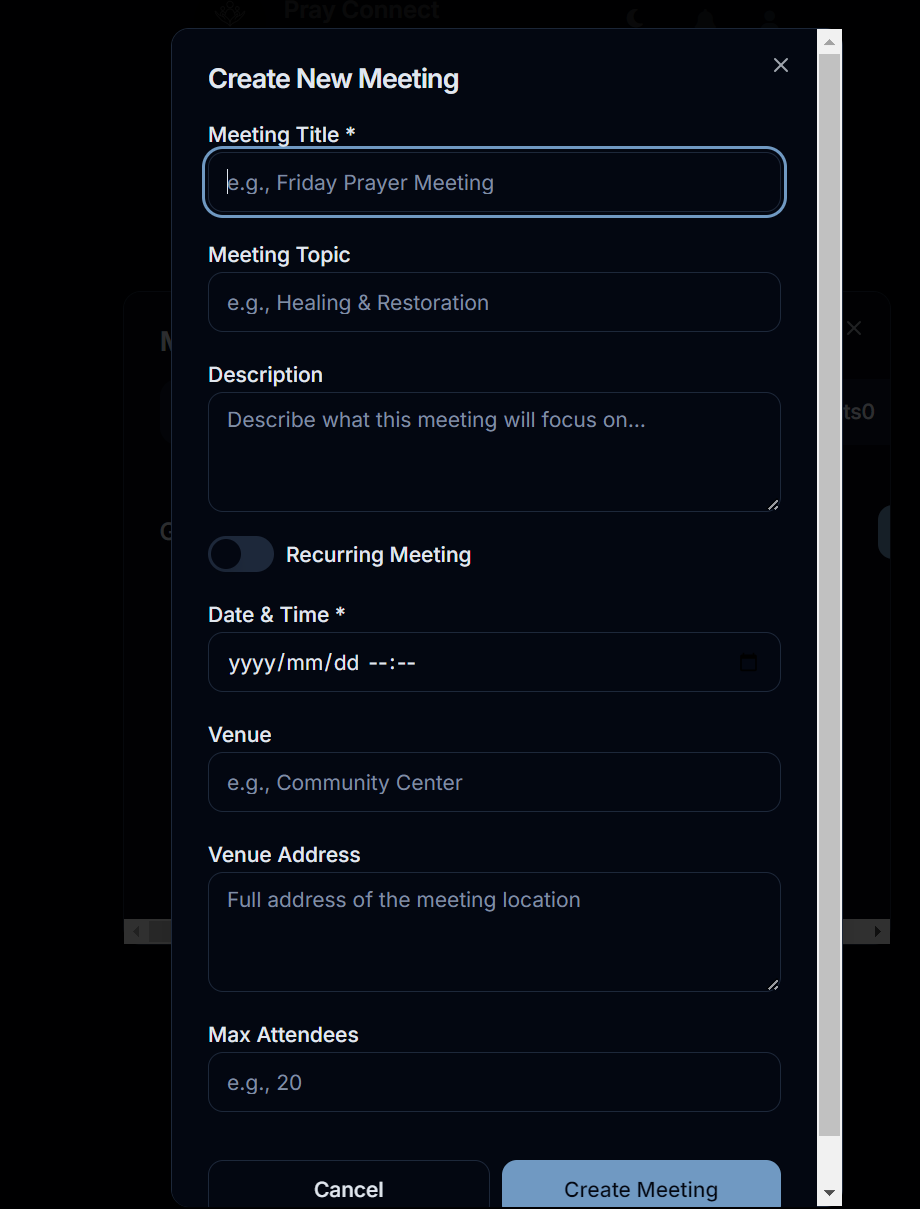 Pray Connect
Create New Meeting
Meeting Title *
e.g., Friday Prayer Meeting
Meeting Topic
e.g., Healing & Restoration
Description
Describe what this meeting will focus on...
ts0
Recurring Meeting
Date & Time *
yyyy/mm/dd --:--
Venue
e.g., Community Center
Venue Address
Full address of the meeting location
Max Attendees
e.g., 20
Cancel
Create Meeting